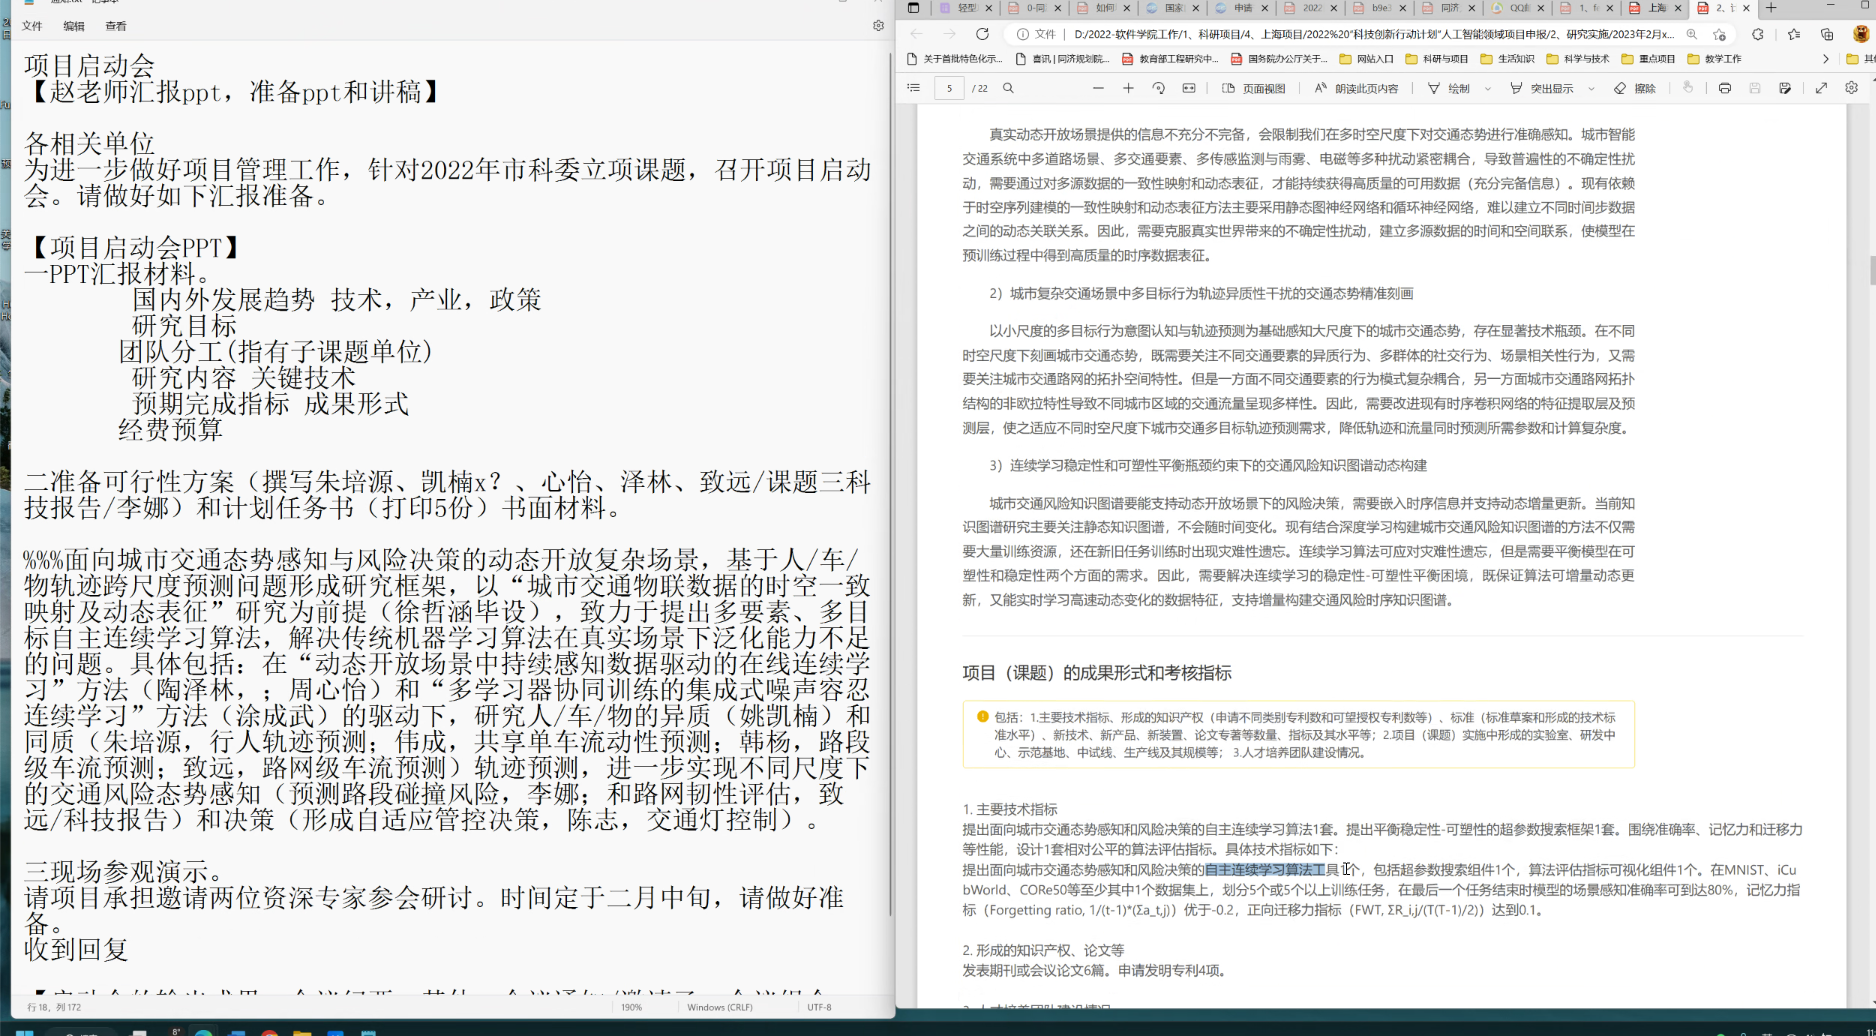 文件 编辑 查看
项目启动会
【赵老师汇报ppt，准备ppt和讲稿】
各相关单位
为进一步做好项目管理工作，针对2022年市科委立项课题，召开项目启动
会。请做好如下汇报准备。
【项目启动会PPT】
一PPT汇报材料。
国内外发展趋势 技术，产业，政策
研究目标
团队分工(指有子课题单位)
研究内容 关键技术
预期完成指标 成果形式
经费预算
二准备可行性方案（撰写朱培源、凯楠x？、心怡、泽林、致远/课题三科
技报告/李娜）和计划任务书（打印5份）书面材料。
%%%面向城市交通态势感知与风险决策的动态开放复杂场景，基于人/车/
物轨迹跨尺度预测问题形成研究框架，以“城市交通物联数据的时空一致
映射及动态表征”研究为前提（徐哲涵毕设），致力于提出多要素、多目
标自主连续学习算法，解决传统机器学习算法在真实场景下泛化能力不足
的问题。具体包括：在“动态开放场景中持续感知数据驱动的在线连续学
习”方法（陶泽林，；周心怡）和“多学习器协同训练的集成式噪声容忍
连续学习”方法（涂成武）的驱动下，研究人/车/物的异质（姚凯楠）和
同质（朱培源，行人轨迹预测；伟成，共享单车流动性预测；韩杨，路段
级车流预测；致远，路网级车流预测）轨迹预测，进一步实现不同尺度下
的交通风险态势感知（预测路段碰撞风险，李娜；和路网韧性评估，致
远/科技报告）和决策（形成自适应管控决策，陈志，交通灯控制）。
三现场参观演示。
请项目承担邀请两位资深专家参会研讨。时间定于二月中旬，请做好准
备。
收到回复
行 18，列 172 190% Windows (CRLF) UTF-8
轻型 0-同 如何 国家 申请 2022 b9e3 同济 QQ 1、f 上海 2、i
文件 D:/2022-软件学院工作/1、科研项目/4、上海项目/2022%20"科技创新行动计划"人工智能领域项目申报/2、研究实施/2023年2月x...
关于首批特色化示... 喜讯 | 同济规划院... 教育部工程研究中... 国务院办公厅关于... 网站入口 科研与项目 生活知识 科学与技术 重点项目 教学工作
5 / 22 页面视图 朗读此页内容 绘制 突出显示 擦除
真实动态开放场景提供的信息不充分不完备，会限制我们在多时空尺度下对交通态势进行准确感知。城市智能
交通系统中多道路场景、多交通要素、多传感监测与雨雾、电磁等多种扰动紧密耦合，导致普遍性的不确定性扰
动，需要通过对多源数据的一致性映射和动态表征，才能持续获得高质量的可用数据（充分完备信息）。现有依赖
于时空序列建模的一致性映射和动态表征方法主要采用静态图神经网络和循环神经网络，难以建立不同时间步数据
之间的动态关联关系。因此，需要克服真实世界带来的不确定性扰动，建立多源数据的时间和空间联系，使模型在
预训练过程中得到高质量的时序数据表征。
2）城市复杂交通场景中多目标行为轨迹异质性干扰的交通态势精准刻画
以小尺度的多目标行为意图认知与轨迹预测为基础感知大尺度下的城市交通态势，存在显著技术瓶颈。在不同
时空尺度下刻画城市交通态势，既需要关注不同交通要素的异质行为、多群体的社交行为、场景相关性行为，又需
要关注城市交通路网的拓扑空间特性。但是一方面不同交通要素的行为模式复杂耦合，另一方面城市交通路网拓扑
结构的非欧拉特性导致不同城市区域的交通流量呈现多样性。因此，需要改进现有时序卷积网络的特征提取层及预
测层，使之适应不同时空尺度下城市交通多目标轨迹预测需求，降低轨迹和流量同时预测所需参数和计算复杂度。
3）连续学习稳定性和可塑性平衡瓶颈约束下的交通风险知识图谱动态构建
城市交通风险知识图谱要能支持动态开放场景下的风险决策，需要嵌入时序信息并支持动态增量更新。当前知
识图谱研究主要关注静态知识图谱，不会随时间变化。现有结合深度学习构建城市交通风险知识图谱的方法不仅需
要大量训练资源，还在新旧任务训练时出现灾难性遗忘。连续学习算法可应对灾难性遗忘，但是需要平衡模型在可
塑性和稳定性两个方面的需求。因此，需要解决连续学习的稳定性-可塑性平衡困境，既保证算法可增量动态更
新，又能实时学习高速动态变化的数据特征，支持增量构建交通风险时序知识图谱。
项目（课题）的成果形式和考核指标
包括：1.主要技术指标、形成的知识产权（申请不同类别专利数和可望授权专利数等）、标准（标准草案和形成的技术标
准水平）、新技术、新产品、新装置、论文专著等数量、指标及其水平等；2.项目（课题）实施中形成的实验室、研发中
心、示范基地、中试线、生产线及其规模等； 3.人才培养团队建设情况。
1. 主要技术指标
提出面向城市交通态势感知和风险决策的自主连续学习算法1套。提出平衡稳定性-可塑性的超参数搜索框架1套。围绕准确率、记忆力和迁移力
等性能，设计1套相对公平的算法评估指标。具体技术指标如下：
提出面向城市交通态势感知和风险决策的自主连续学习算法工具1个，包括超参数搜索组件1个，算法评估指标可视化组件1个。在MNIST、iCu
bWorld、CORe50等至少其中1个数据集上，划分5个或5个以上训练任务，在最后一个任务结束时模型的场景感知准确率可到达80%，记忆力指
标（Forgetting ratio, 1/(t-1)*(Σa_t,j)）优于-0.2，正向迁移力指标（FWT, ΣR_i,j/(T(T-1)/2)）达到0.1。
2. 形成的知识产权、论文等
发表期刊或会议论文6篇。申请发明专利4项。